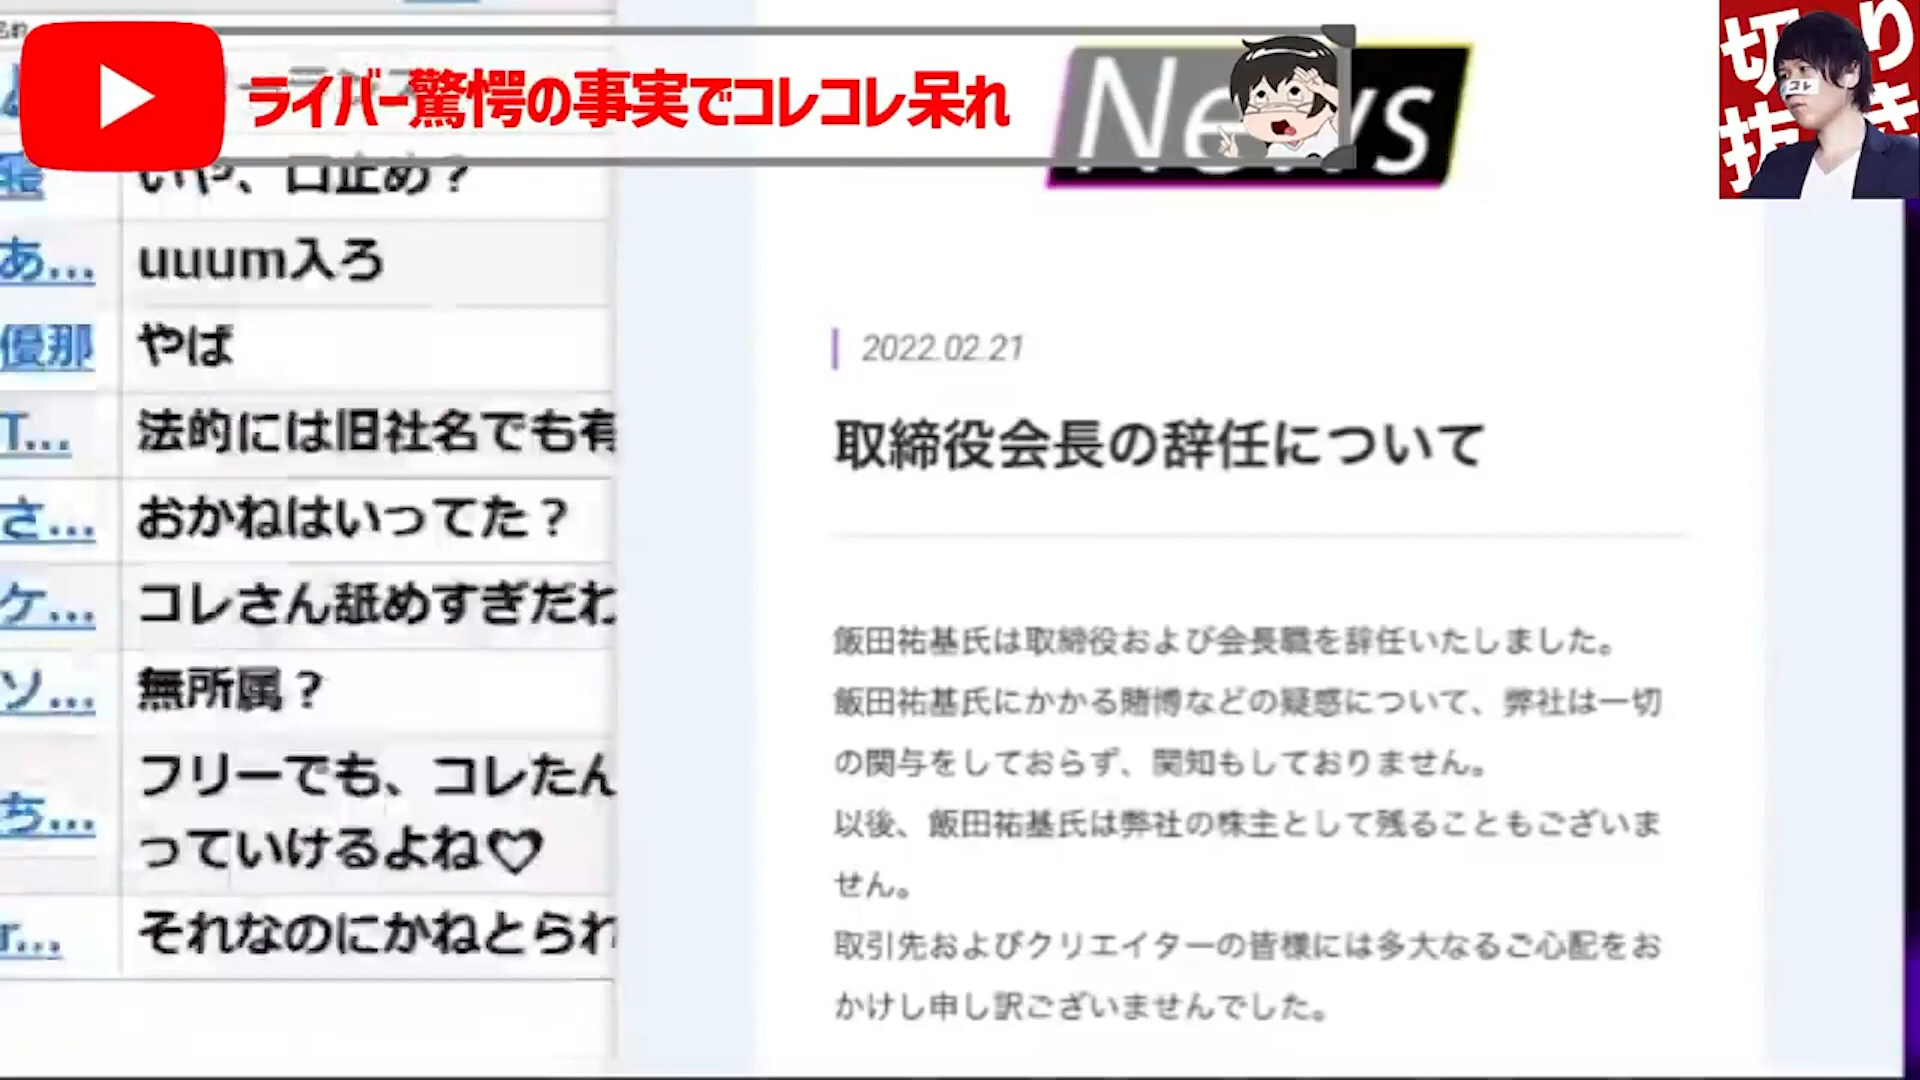 ライバー驚愕の事実でコレコレ呆れ
News
切り抜き
コレ
いや、口止め？
あ...
uuum入ろ
優那
やば
T...
法的には旧社名でも有
さ...
おかねはいってた？
ケ...
コレさん舐めすぎだわ
ソ...
無所属？
フリーでも、コレたん
ち...
っていけるよね♡
r...
それなのにかねとられ
2022.02.21
取締役会長の辞任について
飯田祐基氏は取締役および会長職を辞任いたしました。
飯田祐基氏にかかる賭博などの疑惑について、弊社は一切
の関与をしておらず、関知もしておりません。
以後、飯田祐基氏は弊社の株主として残ることもございま
せん。
取引先およびクリエイターの皆様には多大なるご心配をお
かけし申し訳ございませんでした。